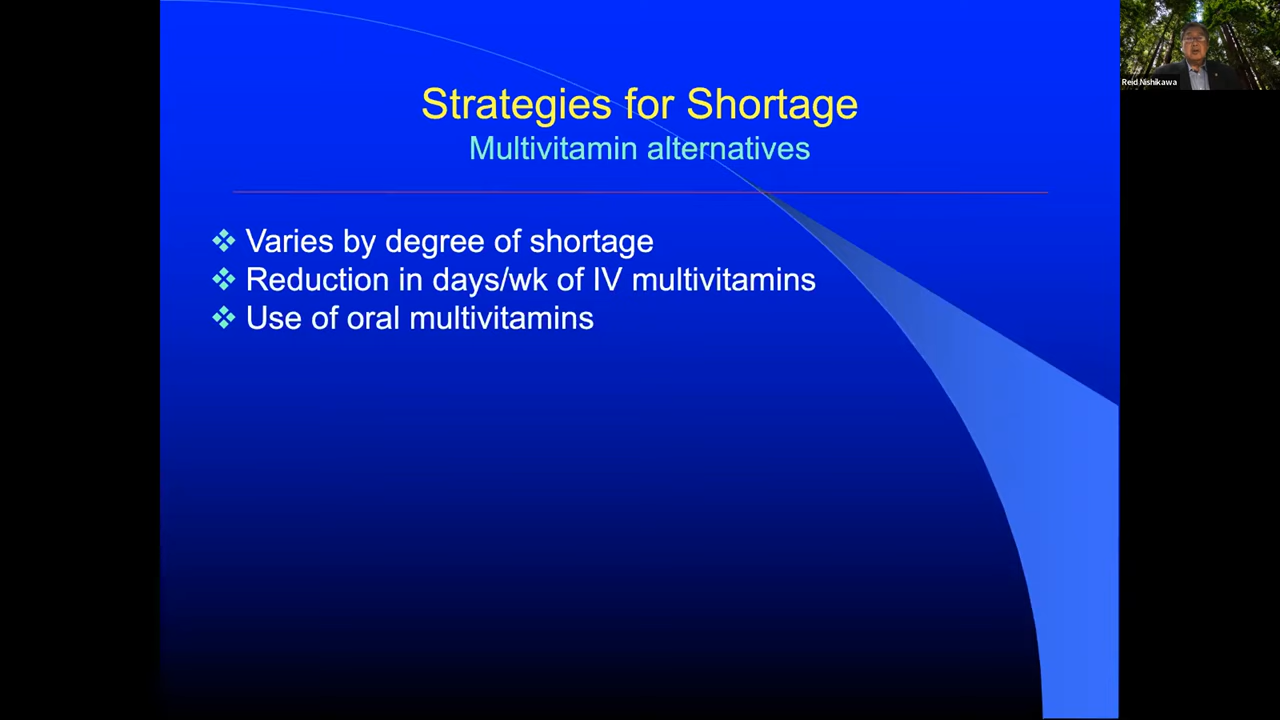 Strategies for Shortage
Multivitamin alternatives
Varies by degree of shortage
Reduction in days/wk of IV multivitamins
Use of oral multivitamins
Reid Nishikawa